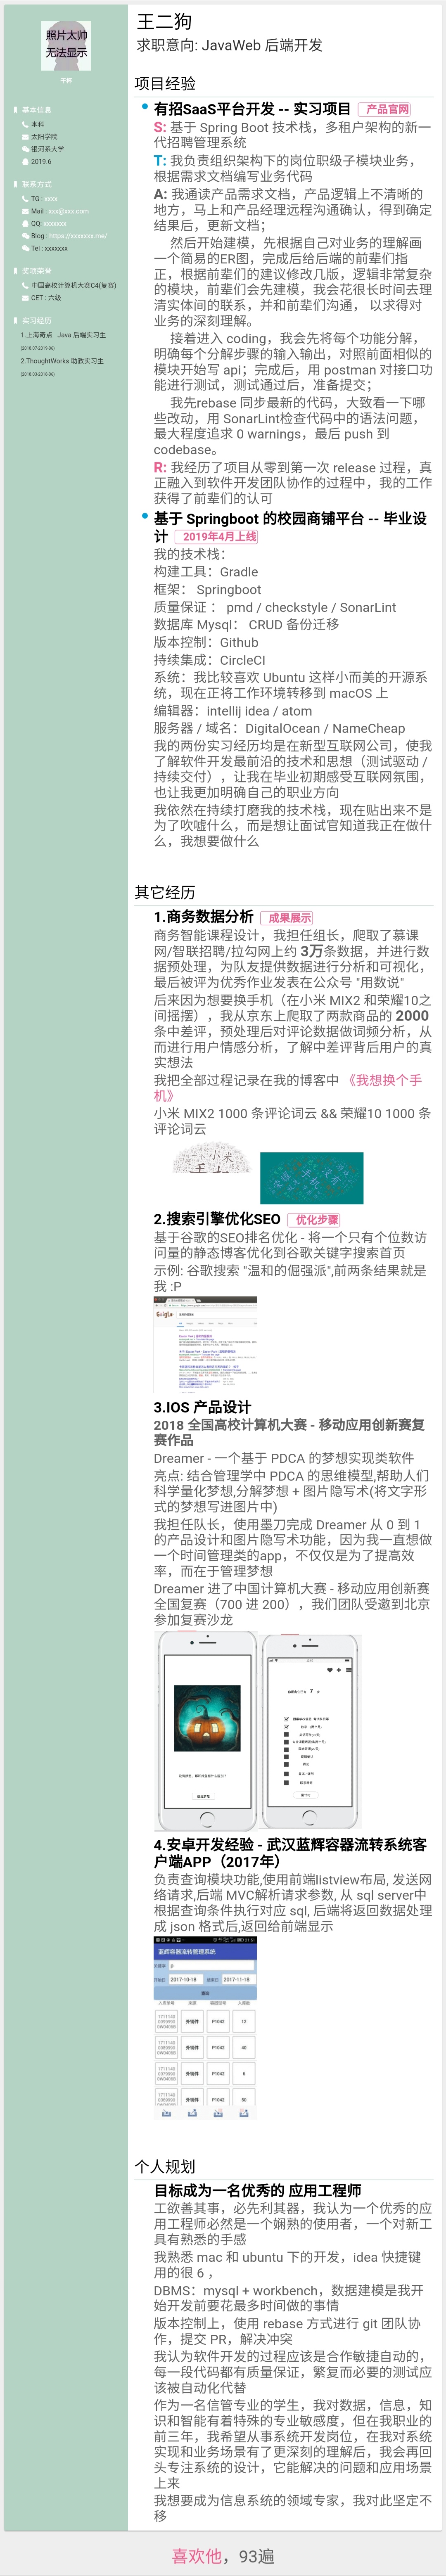 照片太帅
无法显示
干妍
基本信息
本科
太阳学院
银河系大学
2019.6
联系方式
TG : xxxx
Mail : xxx@xxx.com
QQ: xxxxxxx
Blog : https://xxxxxxx.me/
Tel : xxxxxxx
奖项荣誉
中国高校计算机大赛C4(复赛)
CET : 六级
实习经历
1.上海奇点 Java 后端实习生
2.ThoughtWorks 助教实习生
王二狗
求职意向: JavaWeb 后端开发
项目经验
有招SaaS平台开发 -- 实习项目 产品官网
S: 基于 Spring Boot 技术栈，多租户架构的新一
代招聘管理系统
T: 我负责组织架构下的岗位职级子模块业务，
根据需求文档编写业务代码
A: 我通读产品需求文档，产品逻辑上不清晰的
地方，马上和产品经理远程沟通确认，得到确定
结果后，更新文档；
然后开始建模，先根据自己对业务的理解画
一个简易的ER图，完成后给后端的前辈们指
正，根据前辈们的建议修改几版，逻辑非常复杂
的模块，前辈们会先建模，我会花很长时间去理
清实体间的联系，并和前辈们沟通， 以求得对
业务的深刻理解。
接着进入 coding，我会先将每个功能分解，
明确每个分解步骤的输入输出，对照前面相似的
模块开始写 api；完成后，用 postman 对接口功
能进行测试，测试通过后，准备提交；
我先rebase 同步最新的代码，大致看一下哪
些改动，用 SonarLint检查代码中的语法问题，
最大程度追求 0 warnings，最后 push 到
codebase。
R: 我经历了项目从零到第一次 release 过程，真
正融入到软件开发团队协作的过程中，我的工作
获得了前辈们的认可
基于 Springboot 的校园商铺平台 -- 毕业设
计 2019年4月上线
我的技术栈：
构建工具：Gradle
框架： Springboot
质量保证 ： pmd / checkstyle / SonarLint
数据库 Mysql： CRUD 备份迁移
版本控制：Github
持续集成：CircleCI
系统：我比较喜欢 Ubuntu 这样小而美的开源系
统，现在正将工作环境转移到 macOS 上
编辑器：intellij idea / atom
服务器 / 域名：DigitalOcean / NameCheap
我的两份实习经历均是在新型互联网公司，使我
了解软件开发最前沿的技术和思想（测试驱动 /
持续交付），让我在毕业初期感受互联网氛围，
也让我更加明确自己的职业方向
我依然在持续打磨我的技术栈，现在贴出来不是
为了吹嘘什么，而是想让面试官知道我正在做什
么，我想要做什么
其它经历
1.商务数据分析 成果展示
商务智能课程设计，我担任组长，爬取了慕课
网/智联招聘/拉勾网上约 3万条数据，并进行数
据预处理，为队友提供数据进行分析和可视化，
最后被评为优秀作业发表在公众号 "用数说"
后来因为想要换手机（在小米 MIX2 和荣耀10之
间摇摆），我从京东上爬取了两款商品的 2000
条中差评，预处理后对评论数据做词频分析，从
而进行用户情感分析，了解中差评背后用户的真
实想法
我把全部过程记录在我的博客中 《我想换个手
机》
小米 MIX2 1000 条评论词云 && 荣耀10 1000 条
评论词云
2.搜索引擎优化SEO 优化步骤
基于谷歌的SEO排名优化 - 将一个只有个位数访
问量的静态博客优化到谷歌关键字搜索首页
示例: 谷歌搜索 "温和的倔强派",前两条结果就是
我 :P
3.IOS 产品设计
2018 全国高校计算机大赛 - 移动应用创新赛复
赛作品
Dreamer - 一个基于 PDCA 的梦想实现类软件
亮点: 结合管理学中 PDCA 的思维模型,帮助人们
科学量化梦想,分解梦想 + 图片隐写术(将文字形
式的梦想写进图片中)
我担任队长，使用墨刀完成 Dreamer 从 0 到 1
的产品设计和图片隐写术功能，因为我一直想做
一个时间管理类的app，不仅仅是为了提高效
率，而在于管理梦想
Dreamer 进了中国计算机大赛 - 移动应用创新赛
全国复赛（700 进 200），我们团队受邀到北京
参加复赛沙龙
4.安卓开发经验 - 武汉蓝辉容器流转系统客
户端APP（2017年）
负责查询模块功能,使用前端listview布局, 发送网
络请求,后端 MVC解析请求参数, 从 sql server中
根据查询条件执行对应 sql, 后端将返回数据处理
成 json 格式后,返回给前端显示
蓝辉容器流转管理系统
2017-10-18
2017-11-18
个人规划
目标成为一名优秀的 应用工程师
工欲善其事，必先利其器，我认为一个优秀的应
用工程师必然是一个娴熟的使用者，一个对新工
具有熟悉的手感
我熟悉 mac 和 ubuntu 下的开发，idea 快捷键
用的很 6 ，
DBMS：mysql + workbench，数据建模是我开
始开发前要花最多时间做的事情
版本控制上，使用 rebase 方式进行 git 团队协
作，提交 PR，解决冲突
我认为软件开发的过程应该是合作敏捷自动的，
每一段代码都有质量保证，繁复而必要的测试应
该被自动化代替
作为一名信管专业的学生，我对数据，信息，知
识和智能有着特殊的专业敏感度，但在我职业的
前三年，我希望从事系统开发岗位，在我对系统
实现和业务场景有了更深刻的理解后，我会再回
头专注系统的设计，它能解决的问题和应用场景
上来
我想要成为信息系统的领域专家，我对此坚定不
移
喜欢他，93遍